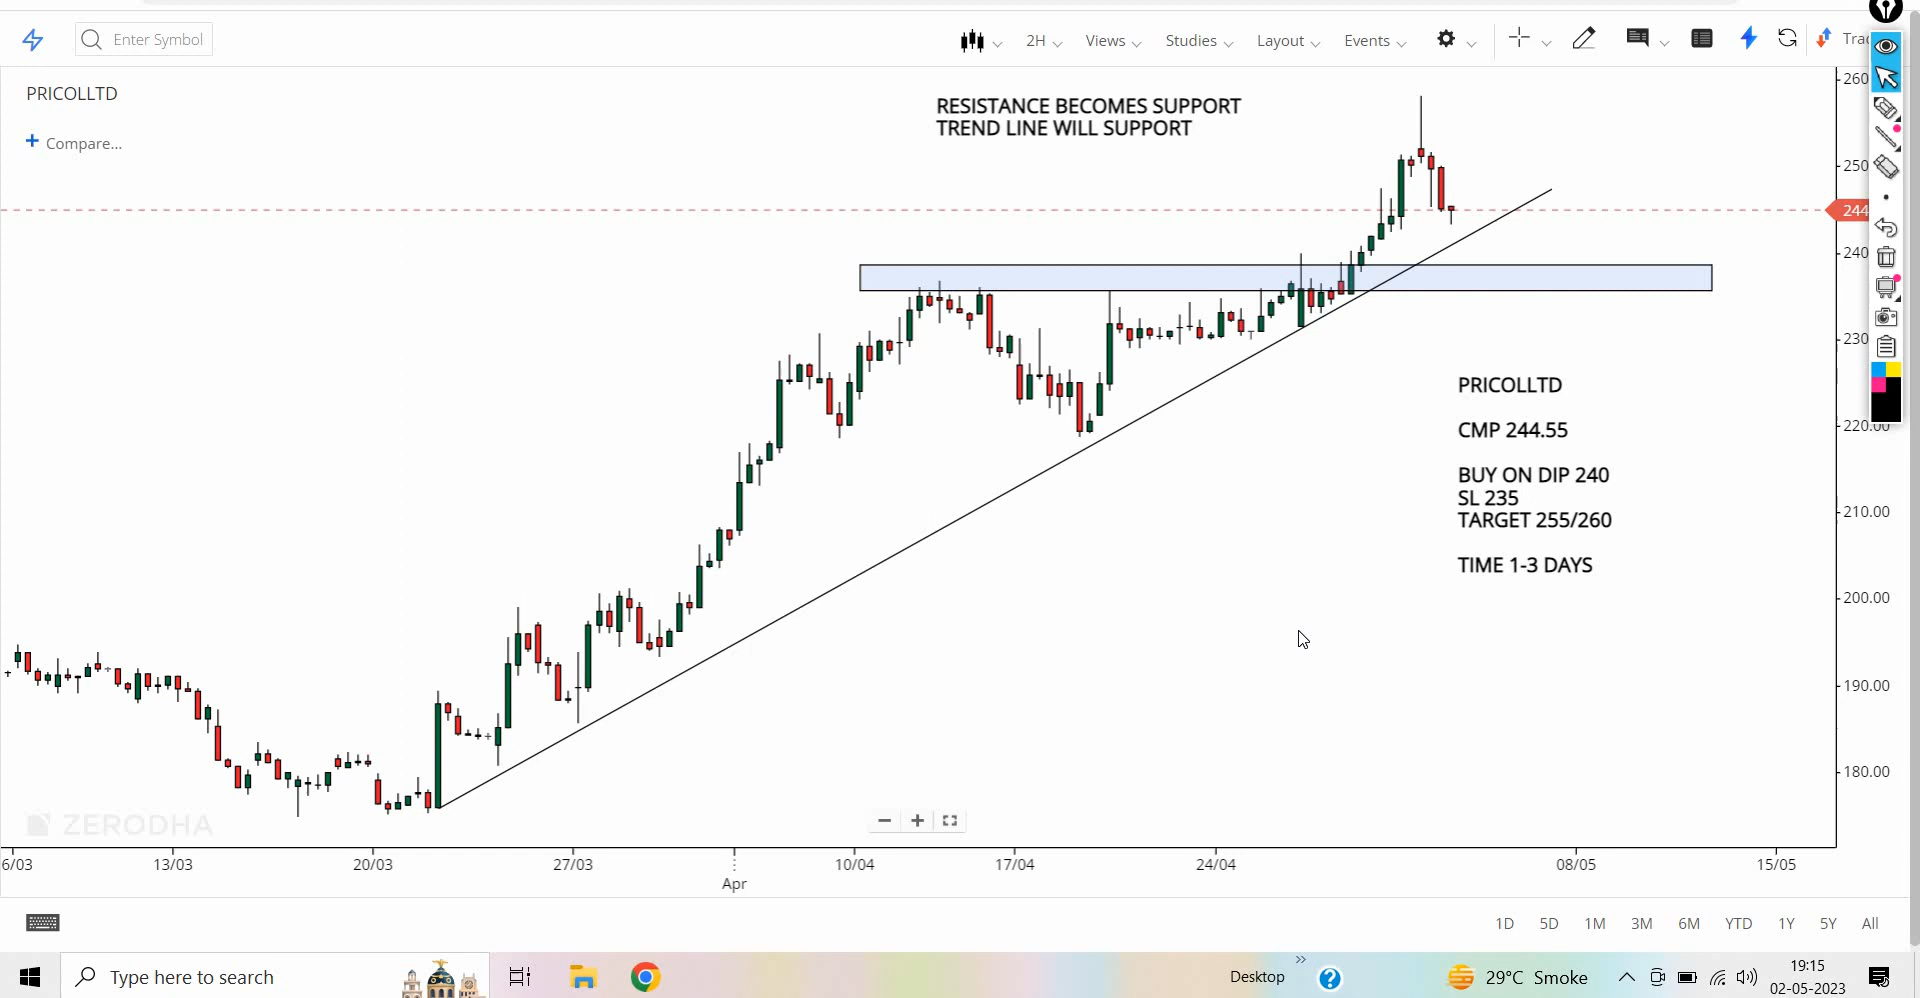 Enter Symbol
2H
Views
Studies
Layout
Events
PRICOLLTD
Compare...
RESISTANCE BECOMES SUPPORT
TREND LINE WILL SUPPORT
260
250
244
240
230
220.00
210.00
200.00
190.00
180.00
PRICOLLTD
CMP 244.55
BUY ON DIP 240
SL 235
TARGET 255/260
TIME 1-3 DAYS
ZERODHA
6/03 13/03 20/03 27/03 10/04 17/04 24/04 08/05 15/05
Apr
1D 5D 1M 3M 6M YTD 1Y 5Y All
Type here to search
Desktop
29°C Smoke
19:15
02-05-2023